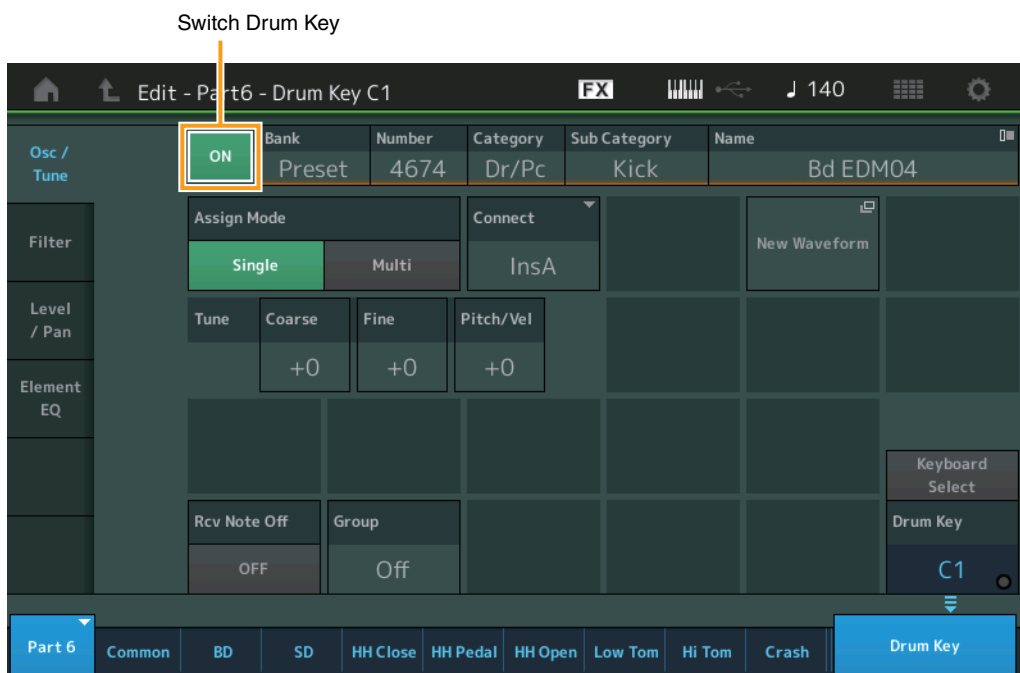 Switch Drum Key
Edit - Part6 - Drum Key C1
FX
♩ 140
Osc /
Tune
ON
Bank
Preset
Number
4674
Category
Dr/Pc
Sub Category
Kick
Name
Bd EDM04
Filter
Assign Mode
Single
Multi
Connect
InsA
New Waveform
Level
/ Pan
Tune
Coarse
+0
Fine
+0
Pitch/Vel
+0
Element
EQ
Keyboard
Select
Rcv Note Off
OFF
Group
Off
Drum Key
C1
Part 6
Common
BD
SD
HH Close
HH Pedal
HH Open
Low Tom
Hi Tom
Crash
Drum Key